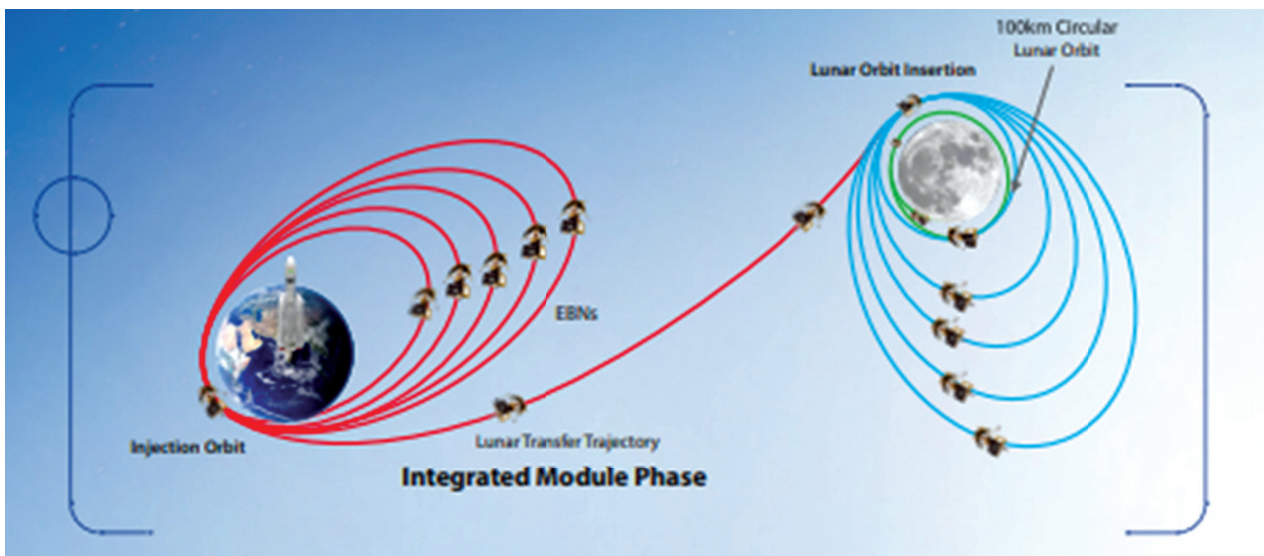 100km Circular
Lunar Orbit
Lunar Orbit Insertion
EBNs
Injection Orbit
Lunar Transfer Trajectory
Integrated Module Phase